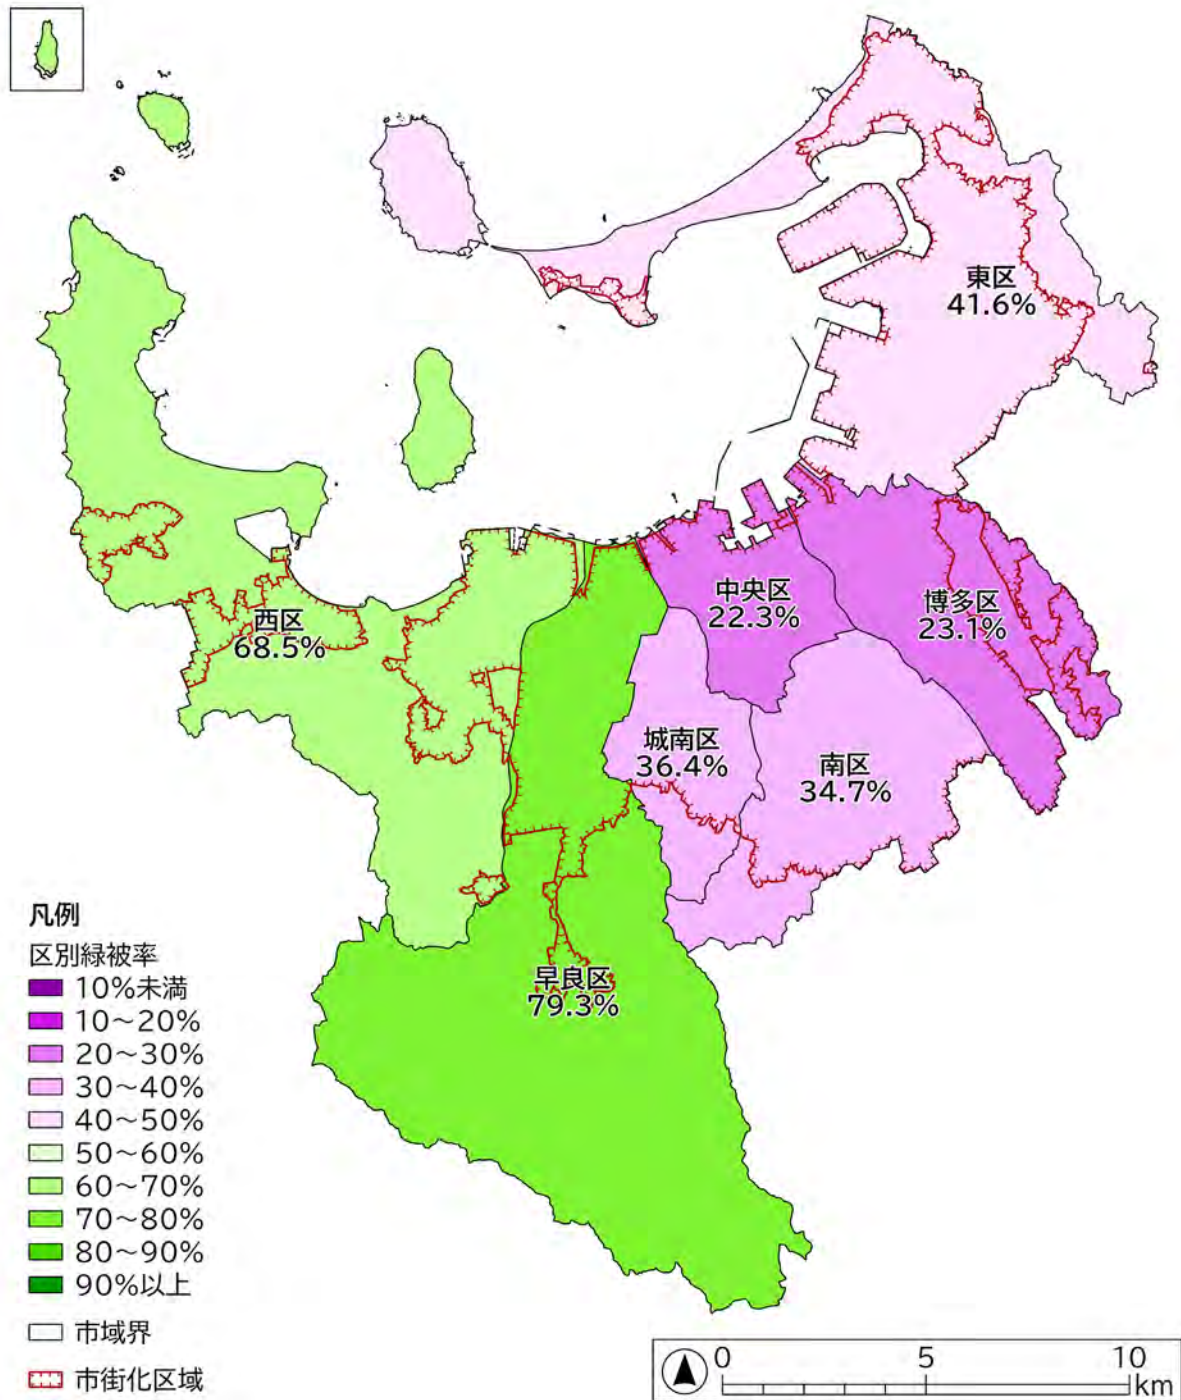 東区
41.6%
中央区
22.3%
博多区
23.1%
西区
68.5%
城南区
36.4%
南区
34.7%
早良区
79.3%
凡例
区別緑被率
10%未満
10~20%
20~30%
30~40%
40~50%
50~60%
60~70%
70~80%
80~90%
90%以上
市域界
市街化区域
0 5 10
km